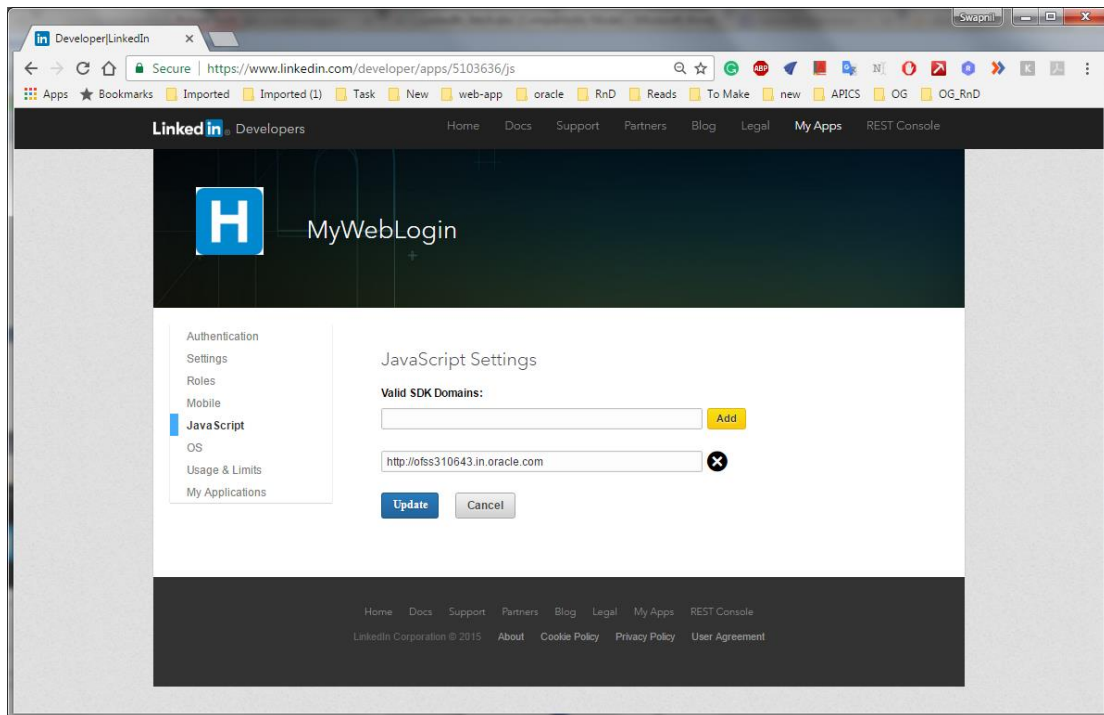 Swapnil
in Developer|LinkedIn
Secure | https://www.linkedin.com/developer/apps/5103636/js
Apps Bookmarks Imported Imported (1) Task New web-app oracle RnD Reads To Make new APICS OG OG_RnD
Linked in Developers Home Docs Support Partners Blog Legal My Apps REST Console
H MyWebLogin
Authentication
Settings
Roles
Mobile
JavaScript
OS
Usage & Limits
My Applications
JavaScript Settings
Valid SDK Domains:
Add
http://ofss310643.in.oracle.com
Update Cancel
Home Docs Support Partners Blog Legal My Apps REST Console
LinkedIn Corporation © 2015 About Cookie Policy Privacy Policy User Agreement